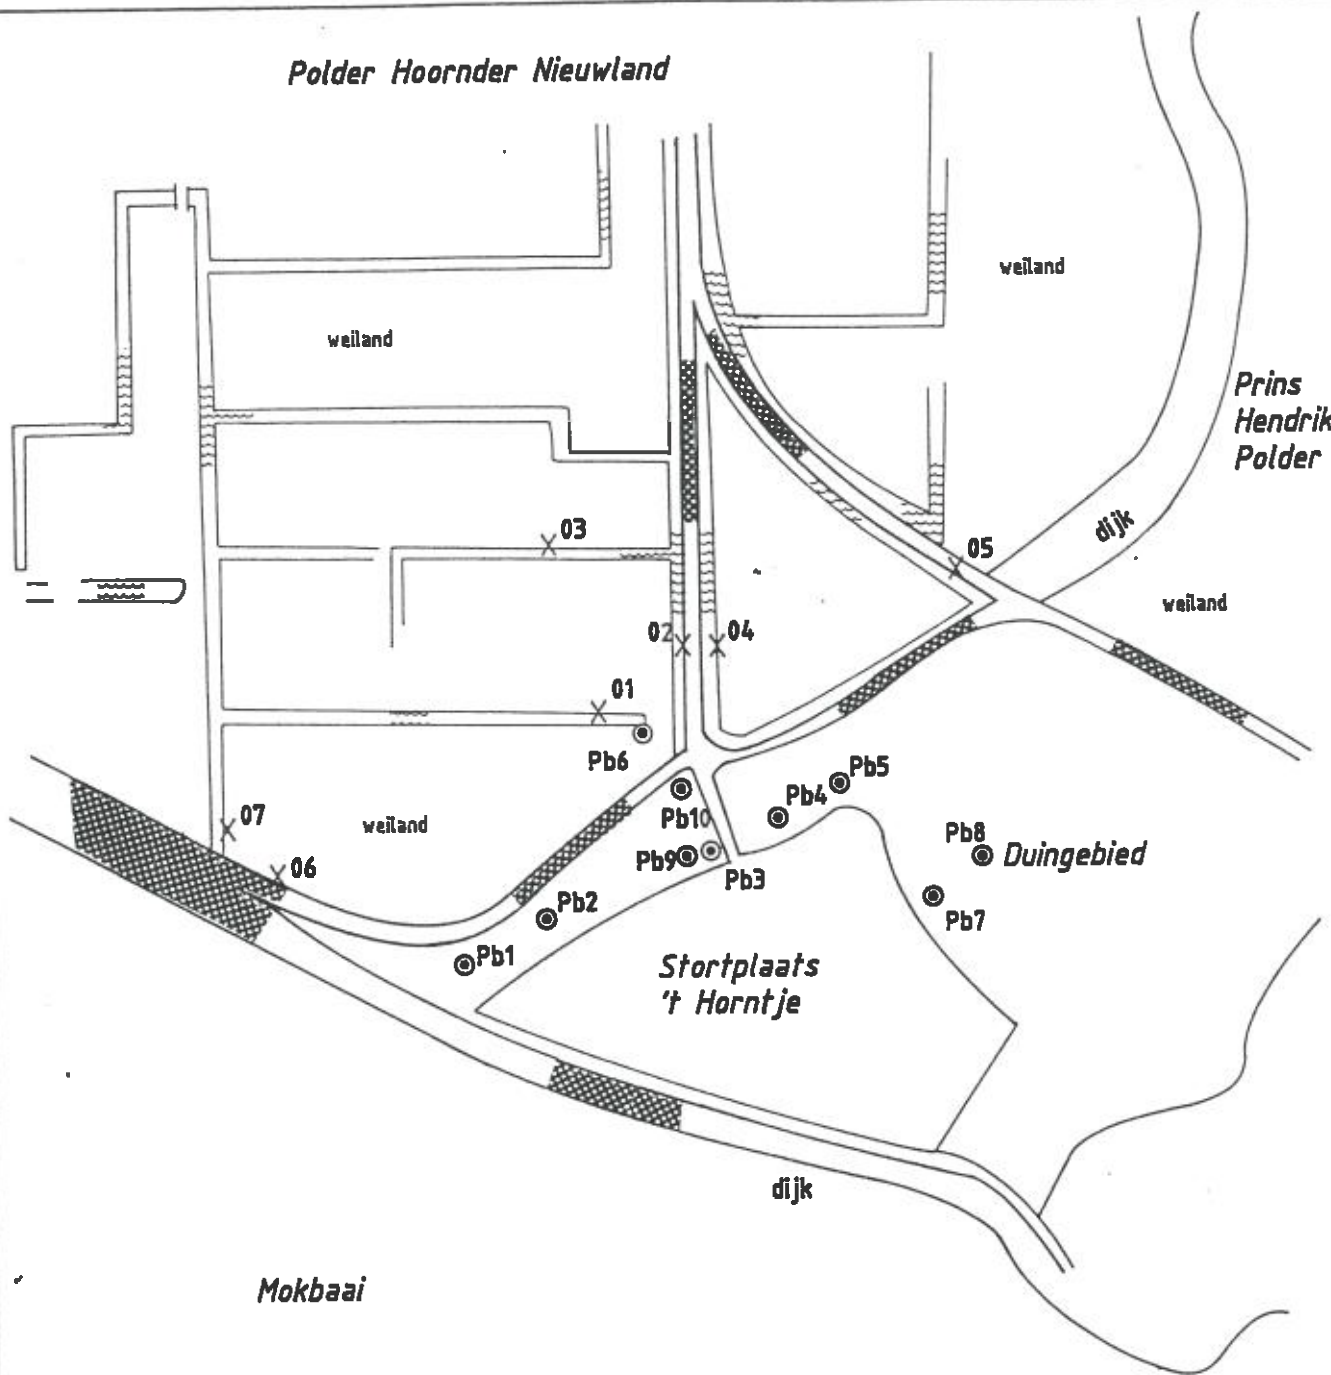 Polder Hoornder Nieuwland
weiland
weiland
Prins
Hendrik
Polder
dijk
03
05
weiland
02
04
01
Pb6
Pb5
Pb4
Pb10
07
weiland
Pb8
Duingebied
Pb9
Pb3
06
Pb2
Pb7
Pb1
Stortplaats
't Horntje
dijk
Mokbaai